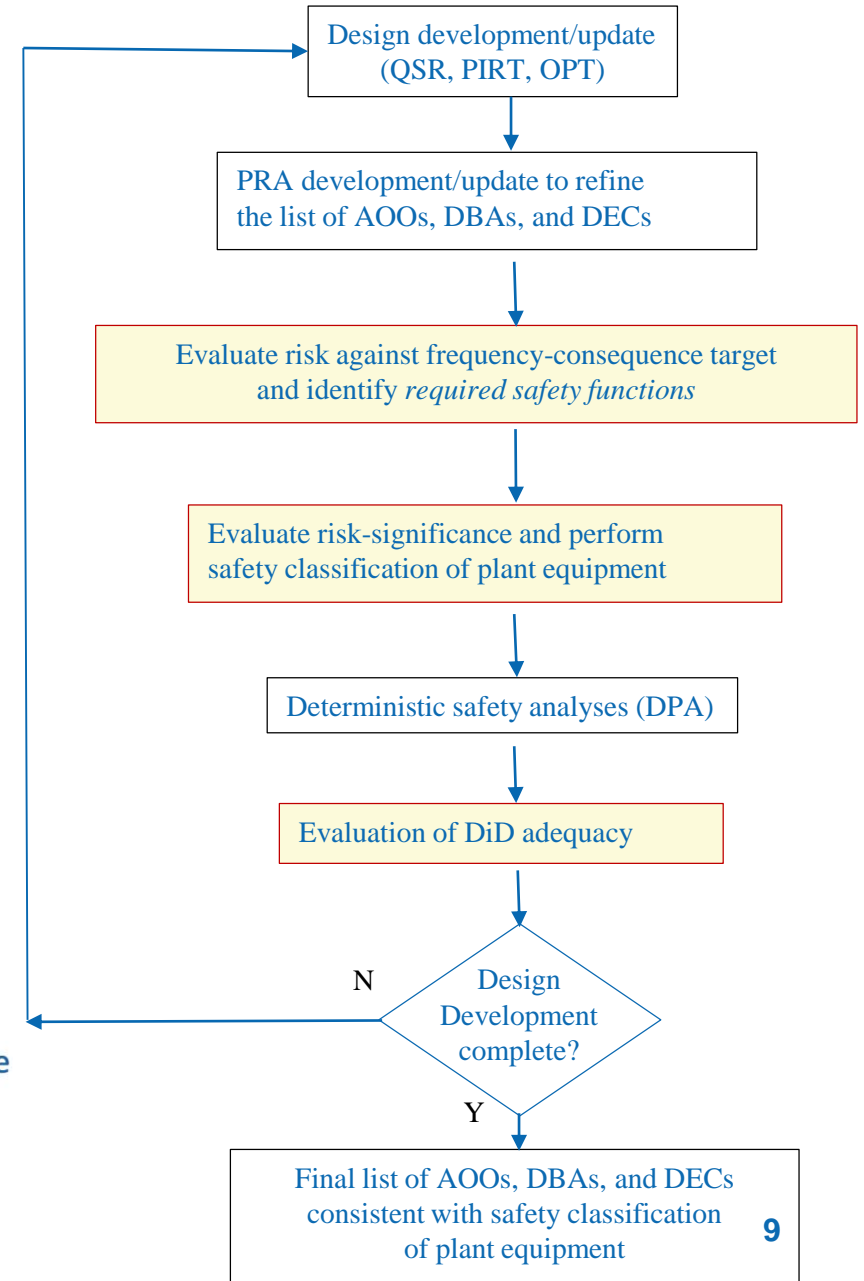 Design development/update
(QSR, PIRT, OPT)
PRA development/update to refine
the list of AOOs, DBAs, and DECs
Evaluate risk against frequency-consequence target
and identify required safety functions
Evaluate risk-significance and perform
safety classification of plant equipment
Deterministic safety analyses (DPA)
Evaluation of DiD adequacy
N
Design
Development
complete?
e
Y
Final list of AOOs, DBAs, and DECs
consistent with safety classification
of plant equipment
9